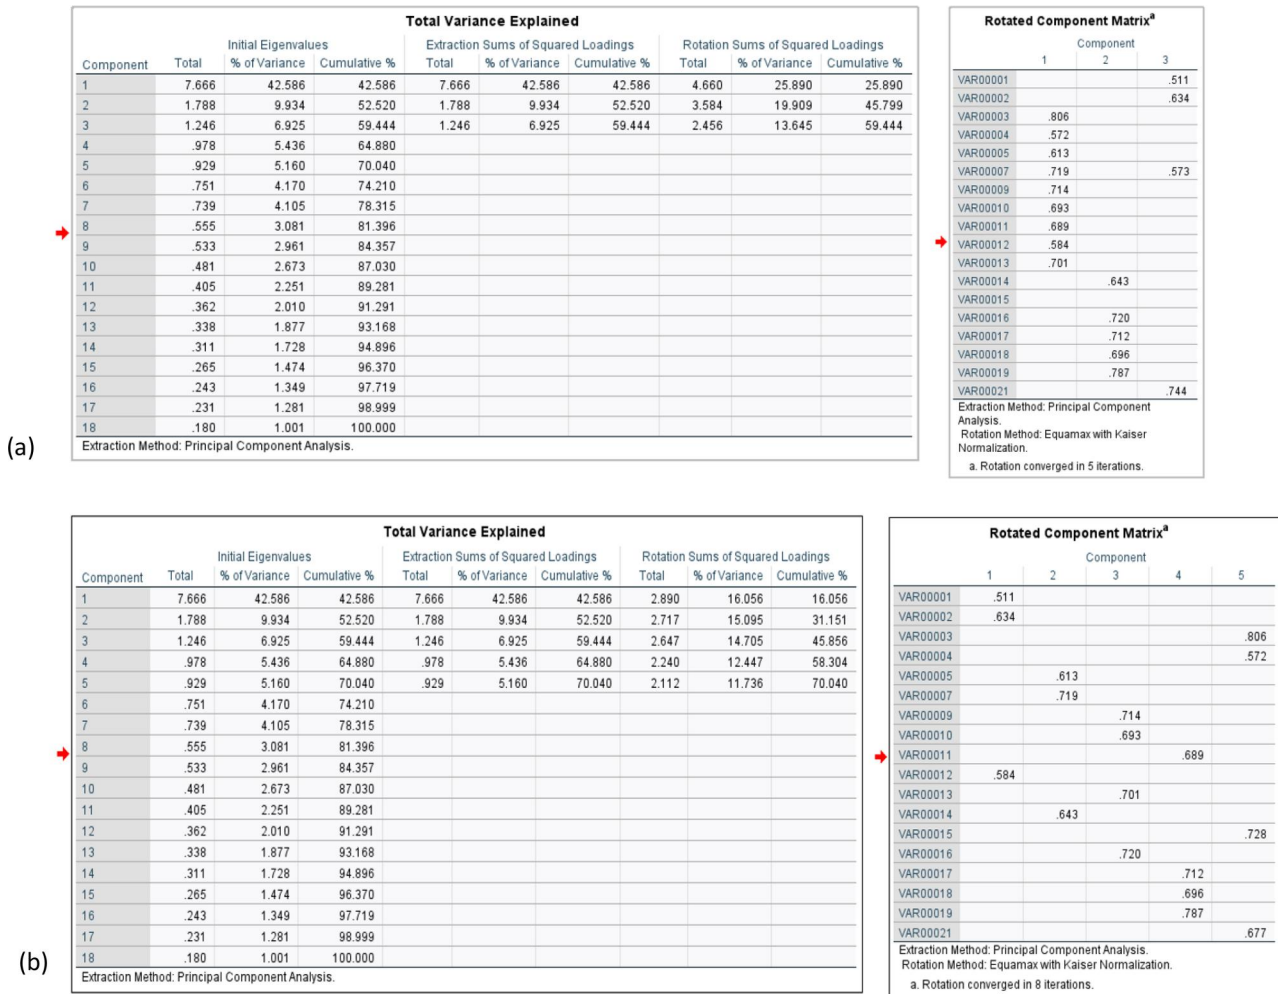 Total Variance Explained
Initial Eigenvalues Extraction Sums of Squared Loadings Rotation Sums of Squared Loadings
Component Total % of Variance Cumulative % Total % of Variance Cumulative % Total % of Variance Cumulative %
1 7.666 42.586 42.586 7.666 42.586 42.586 4.660 25.890 25.890
2 1.788 9.934 52.520 1.788 9.934 52.520 3.584 19.909 45.799
3 1.246 6.925 59.444 1.246 6.925 59.444 2.456 13.645 59.444
4 .978 5.436 64.880
5 .929 5.160 70.040
6 .751 4.170 74.210
7 .739 4.105 78.315
8 .555 3.081 81.396
9 .533 2.961 84.357
10 .481 2.673 87.030
11 .405 2.251 89.281
12 .362 2.010 91.291
13 .338 1.877 93.168
14 .311 1.728 94.896
15 .265 1.474 96.370
16 .243 1.349 97.719
17 .231 1.281 98.999
18 .180 1.001 100.000
Extraction Method: Principal Component Analysis.
(a)
Rotated Component Matrixa
Component
1 2 3
VAR00001 .511
VAR00002 .634
VAR00003 .806
VAR00004 .572
VAR00005 .613
VAR00007 .719 .573
VAR00009 .714
VAR00010 .693
VAR00011 .689
VAR00012 .584
VAR00013 .701
VAR00014 .643
VAR00015
VAR00016 .720
VAR00017 .712
VAR00018 .696
VAR00019 .787
VAR00021 .744
Extraction Method: Principal Component
Analysis.
Rotation Method: Equamax with Kaiser
Normalization.
a. Rotation converged in 5 iterations.
Total Variance Explained
Initial Eigenvalues Extraction Sums of Squared Loadings Rotation Sums of Squared Loadings
Component Total % of Variance Cumulative % Total % of Variance Cumulative % Total % of Variance Cumulative %
1 7.666 42.586 42.586 7.666 42.586 42.586 2.890 16.056 16.056
2 1.788 9.934 52.520 1.788 9.934 52.520 2.717 15.095 31.151
3 1.246 6.925 59.444 1.246 6.925 59.444 2.647 14.705 45.856
4 .978 5.436 64.880 .978 5.436 64.880 2.240 12.447 58.304
5 .929 5.160 70.040 .929 5.160 70.040 2.112 11.736 70.040
6 .751 4.170 74.210
7 .739 4.105 78.315
8 .555 3.081 81.396
9 .533 2.961 84.357
10 .481 2.673 87.030
11 .405 2.251 89.281
12 .362 2.010 91.291
13 .338 1.877 93.168
14 .311 1.728 94.896
15 .265 1.474 96.370
16 .243 1.349 97.719
17 .231 1.281 98.999
18 .180 1.001 100.000
Extraction Method: Principal Component Analysis.
(b)
Rotated Component Matrixa
Component
1 2 3 4 5
VAR00001 .511
VAR00002 .634
VAR00003 .806
VAR00004 .572
VAR00005 .613
VAR00007 .719
VAR00009 .714
VAR00010 .693
VAR00011 .689
VAR00012 .584
VAR00013 .701
VAR00014 .643
VAR00015 .728
VAR00016 .720
VAR00017 .712
VAR00018 .696
VAR00019 .787
VAR00021 .677
Extraction Method: Principal Component Analysis.
Rotation Method: Equamax with Kaiser Normalization.
a. Rotation converged in 8 iterations.